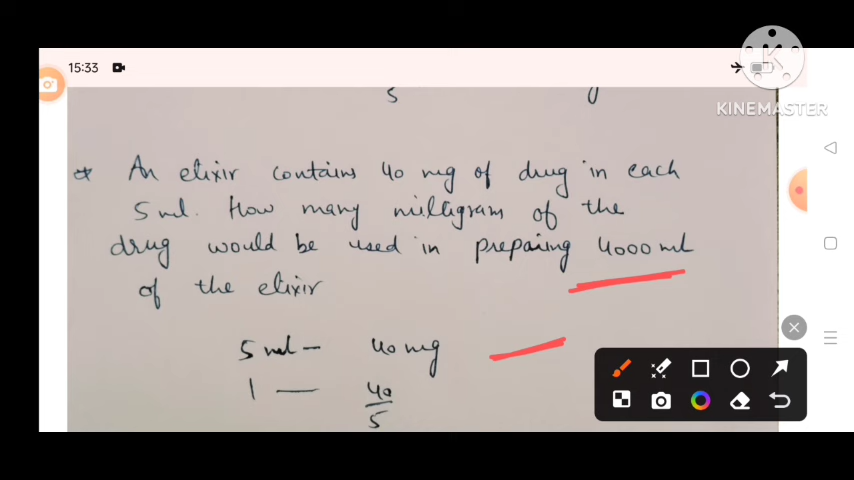 15:33
KINEMASTER
5
* An elixir contains 40 mg of drug in each
5 ml. How many milligram of the
drug would be used in preparing 4000 ml
of the elixir
5 ml — 40 mg
1 — 40/5